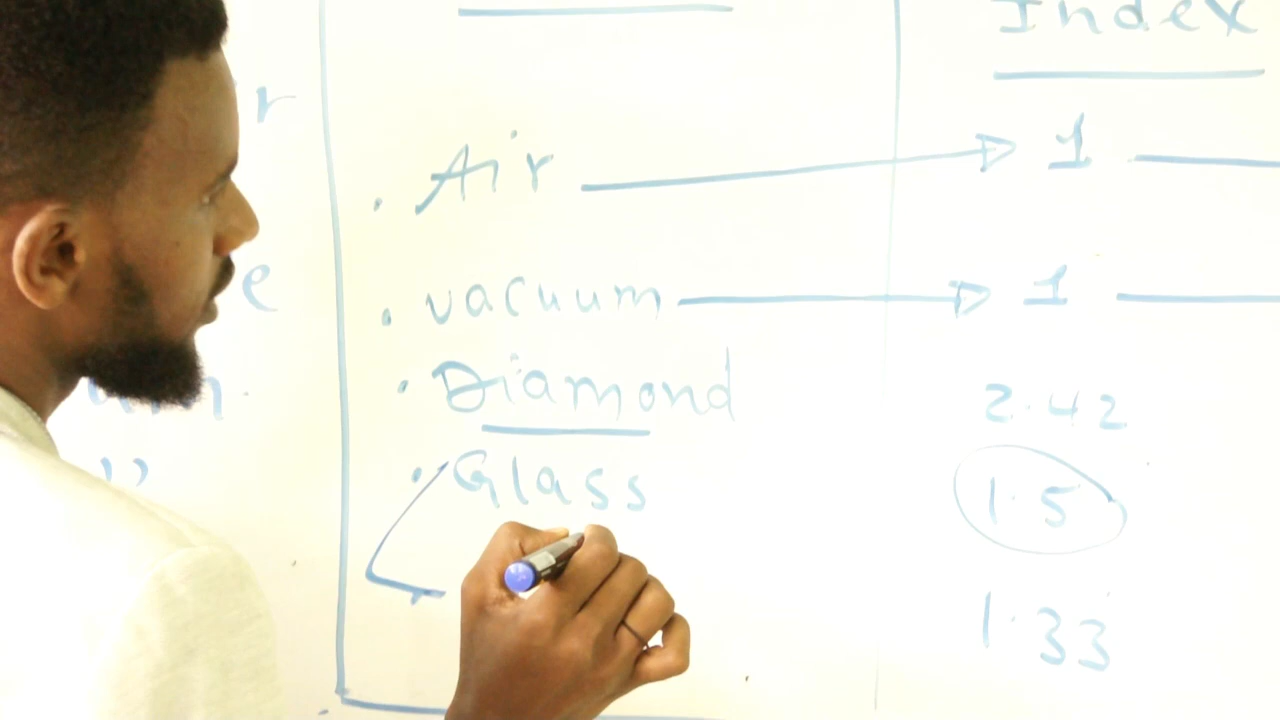 Index
r
Air 1
e
vacuum 1
Diamond 2.42
Glass 1.5
1.33